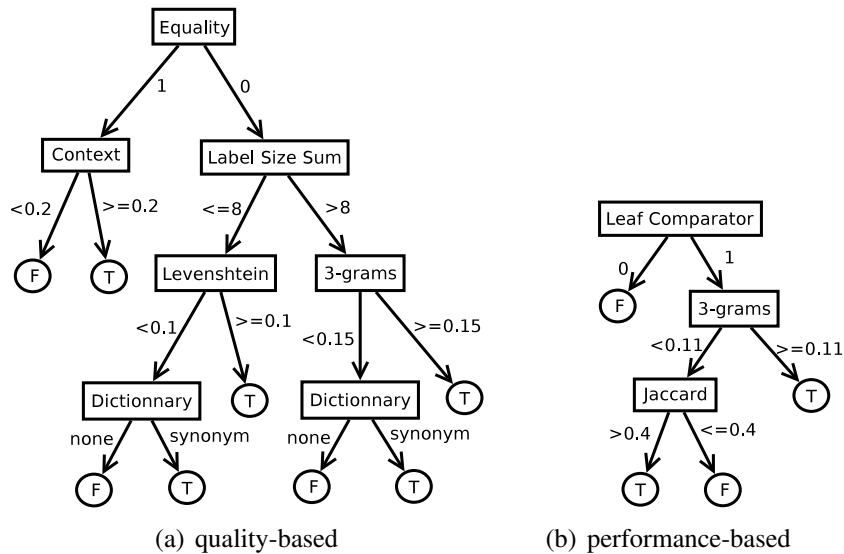 Equality
1
0
Context
Label Size Sum
<0.2
>=0.2
<=8
>8
F
T
Levenshtein
3-grams
<0.1
>=0.1
<0.15
>=0.15
Dictionnary
T
Dictionnary
T
none
synonym
none
synonym
F
T
F
T
(a) quality-based
Leaf Comparator
0
1
F
3-grams
<0.11
>=0.11
Jaccard
T
>0.4
<=0.4
T
F
(b) performance-based